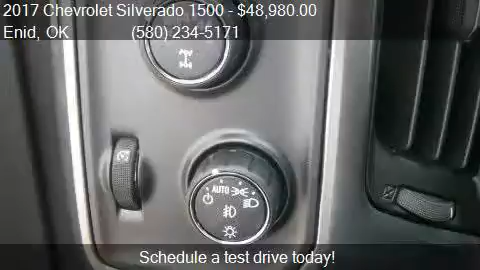 2017 Chevrolet Silverado 1500 - $48,980.00
Enid, OK (580) 234-5171
AUTO
Schedule a test drive today!